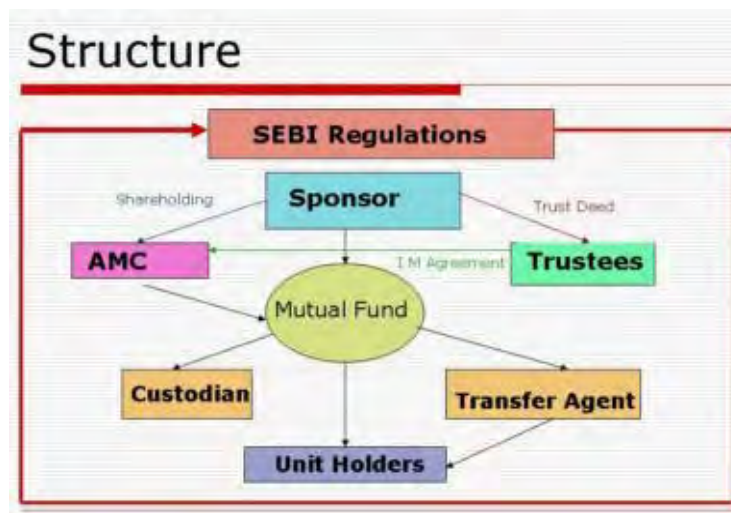 Structure
SEBI Regulations
Shareholding
Sponsor
Trust Deed
AMC
I M Agreement
Trustees
Mutual Fund
Custodian
Transfer Agent
Unit Holders